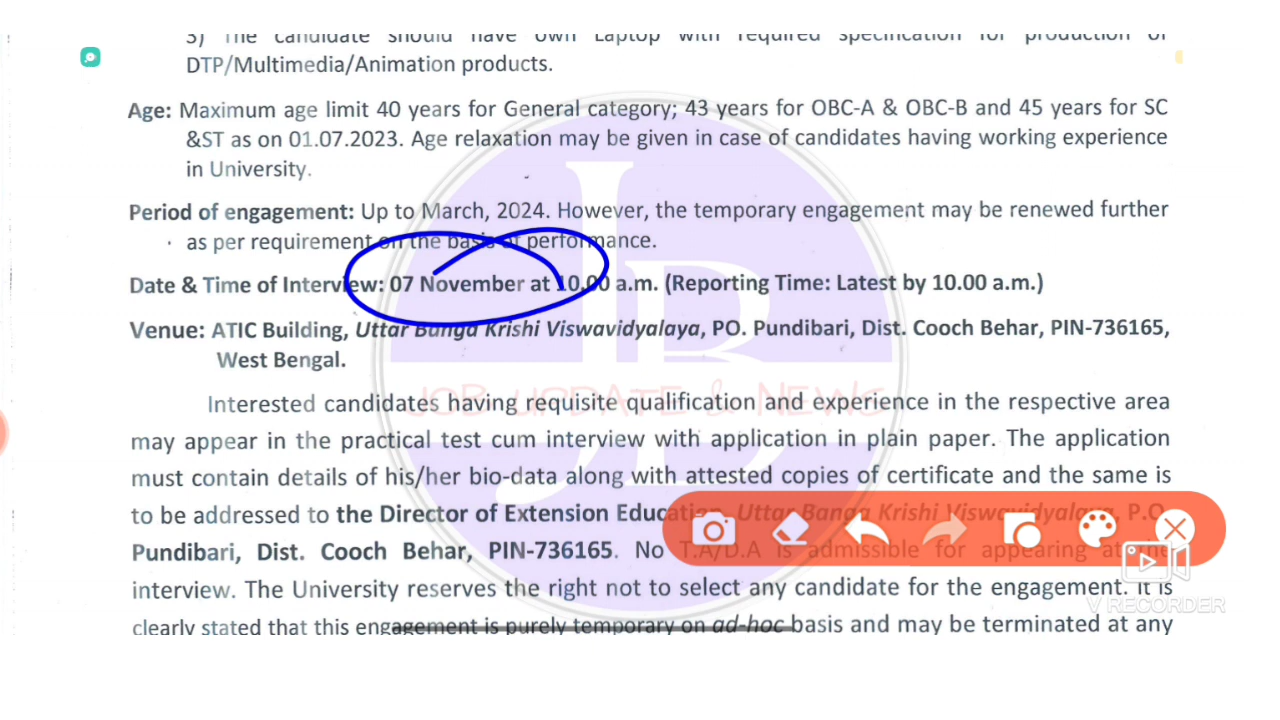 3) The candidate should have own Laptop with required specification for production of
DTP/Multimedia/Animation products.
Age: Maximum age limit 40 years for General category; 43 years for OBC-A & OBC-B and 45 years for SC
&ST as on 01.07.2023. Age relaxation may be given in case of candidates having working experience
in University.
Period of engagement: Up to March, 2024. However, the temporary engagement may be renewed further
as per requirement on the basis of performance.
Date & Time of Interview: 07 November at 10.00 a.m. (Reporting Time: Latest by 10.00 a.m.)
Venue: ATIC Building, Uttar Banga Krishi Viswavidyalaya, PO. Pundibari, Dist. Cooch Behar, PIN-736165,
West Bengal.
JOB UPDATE & NEWS
Interested candidates having requisite qualification and experience in the respective area
may appear in the practical test cum interview with application in plain paper. The application
must contain details of his/her bio-data along with attested copies of certificate and the same is
to be addressed to the Director of Extension Education, Uttar Banga Krishi Viswavidyalaya, P.O.
Pundibari, Dist. Cooch Behar, PIN-736165. No T.A/D.A is admissible for appearing at the
interview. The University reserves the right not to select any candidate for the engagement. It is
clearly stated that this engagement is purely temporary on ad-hoc basis and may be terminated at any
V RECORDER